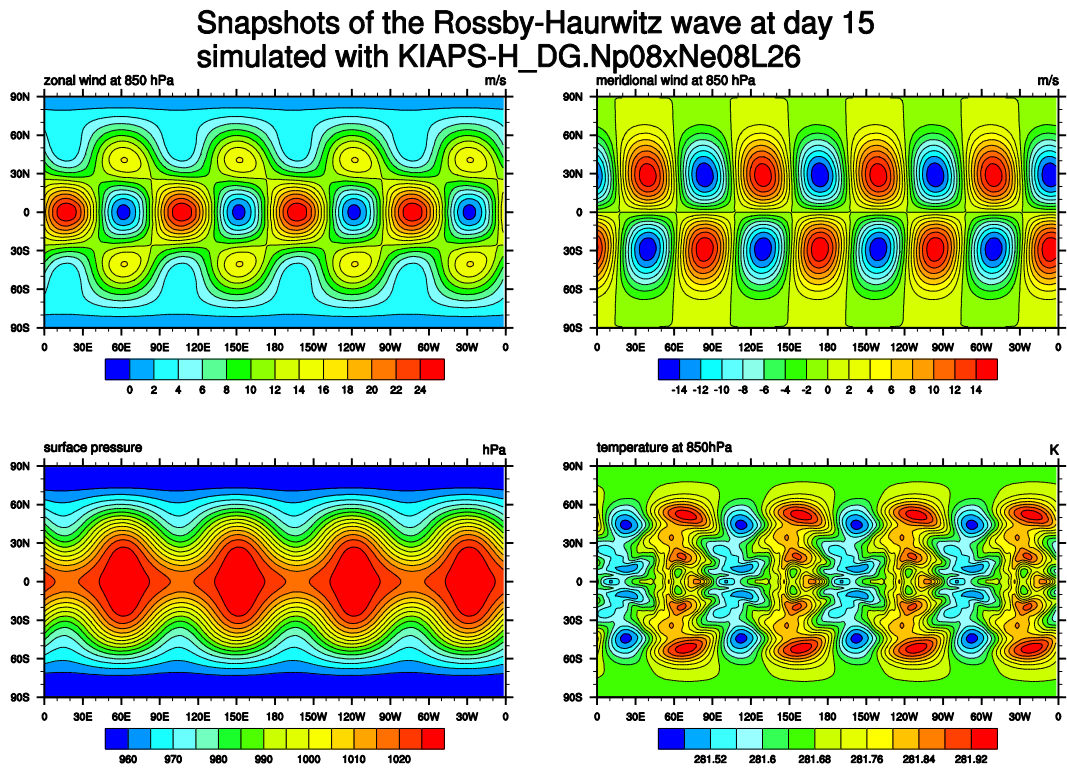 Snapshots of the Rossby-Haurwitz wave at day 15
simulated with KIAPS-H_DG.Np08xNe08L26
zonal wind at 850 hPa m/s
90N
60N
30N
0
30S
60S
90S
0 30E 60E 90E 120E 150E 180 150W 120W 90W 60W 30W 0
0 2 4 6 8 10 12 14 16 18 20 22 24
meridional wind at 850 hPa m/s
90N
60N
30N
0
30S
60S
90S
0 30E 60E 90E 120E 150E 180 150W 120W 90W 60W 30W 0
-14 -12 -10 -8 -6 -4 -2 0 2 4 6 8 10 12 14
surface pressure hPa
90N
60N
30N
0
30S
60S
90S
0 30E 60E 90E 120E 150E 180 150W 120W 90W 60W 30W 0
960 970 980 990 1000 1010 1020
temperature at 850hPa K
90N
60N
30N
0
30S
60S
90S
0 30E 60E 90E 120E 150E 180 150W 120W 90W 60W 30W 0
281.52 281.6 281.68 281.76 281.84 281.92